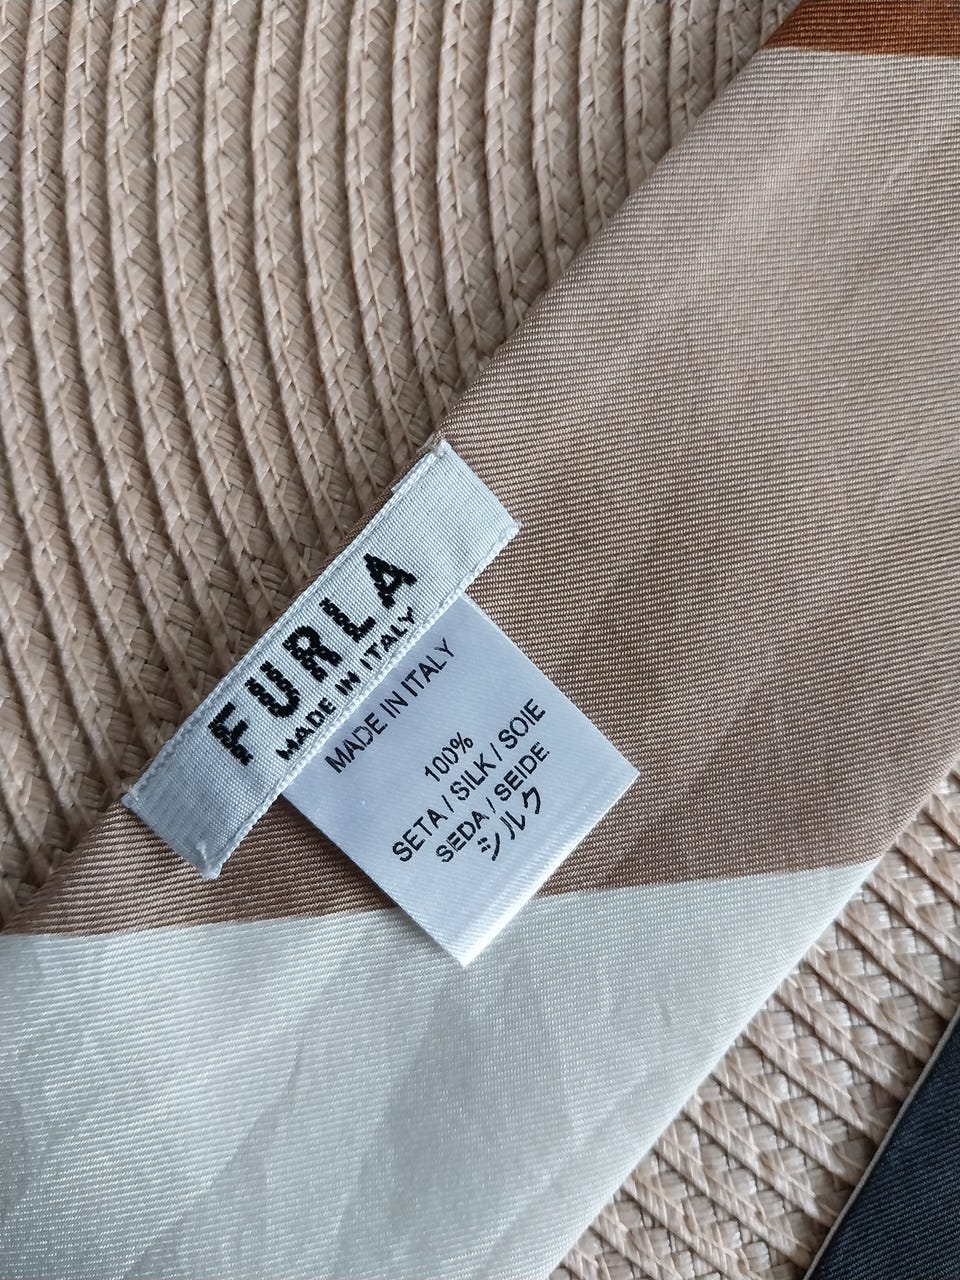 FURLA
MADE IN ITALY
MADE IN ITALY
100%
SETA / SILK / SOIE
SEDA / SEIDE
シルク